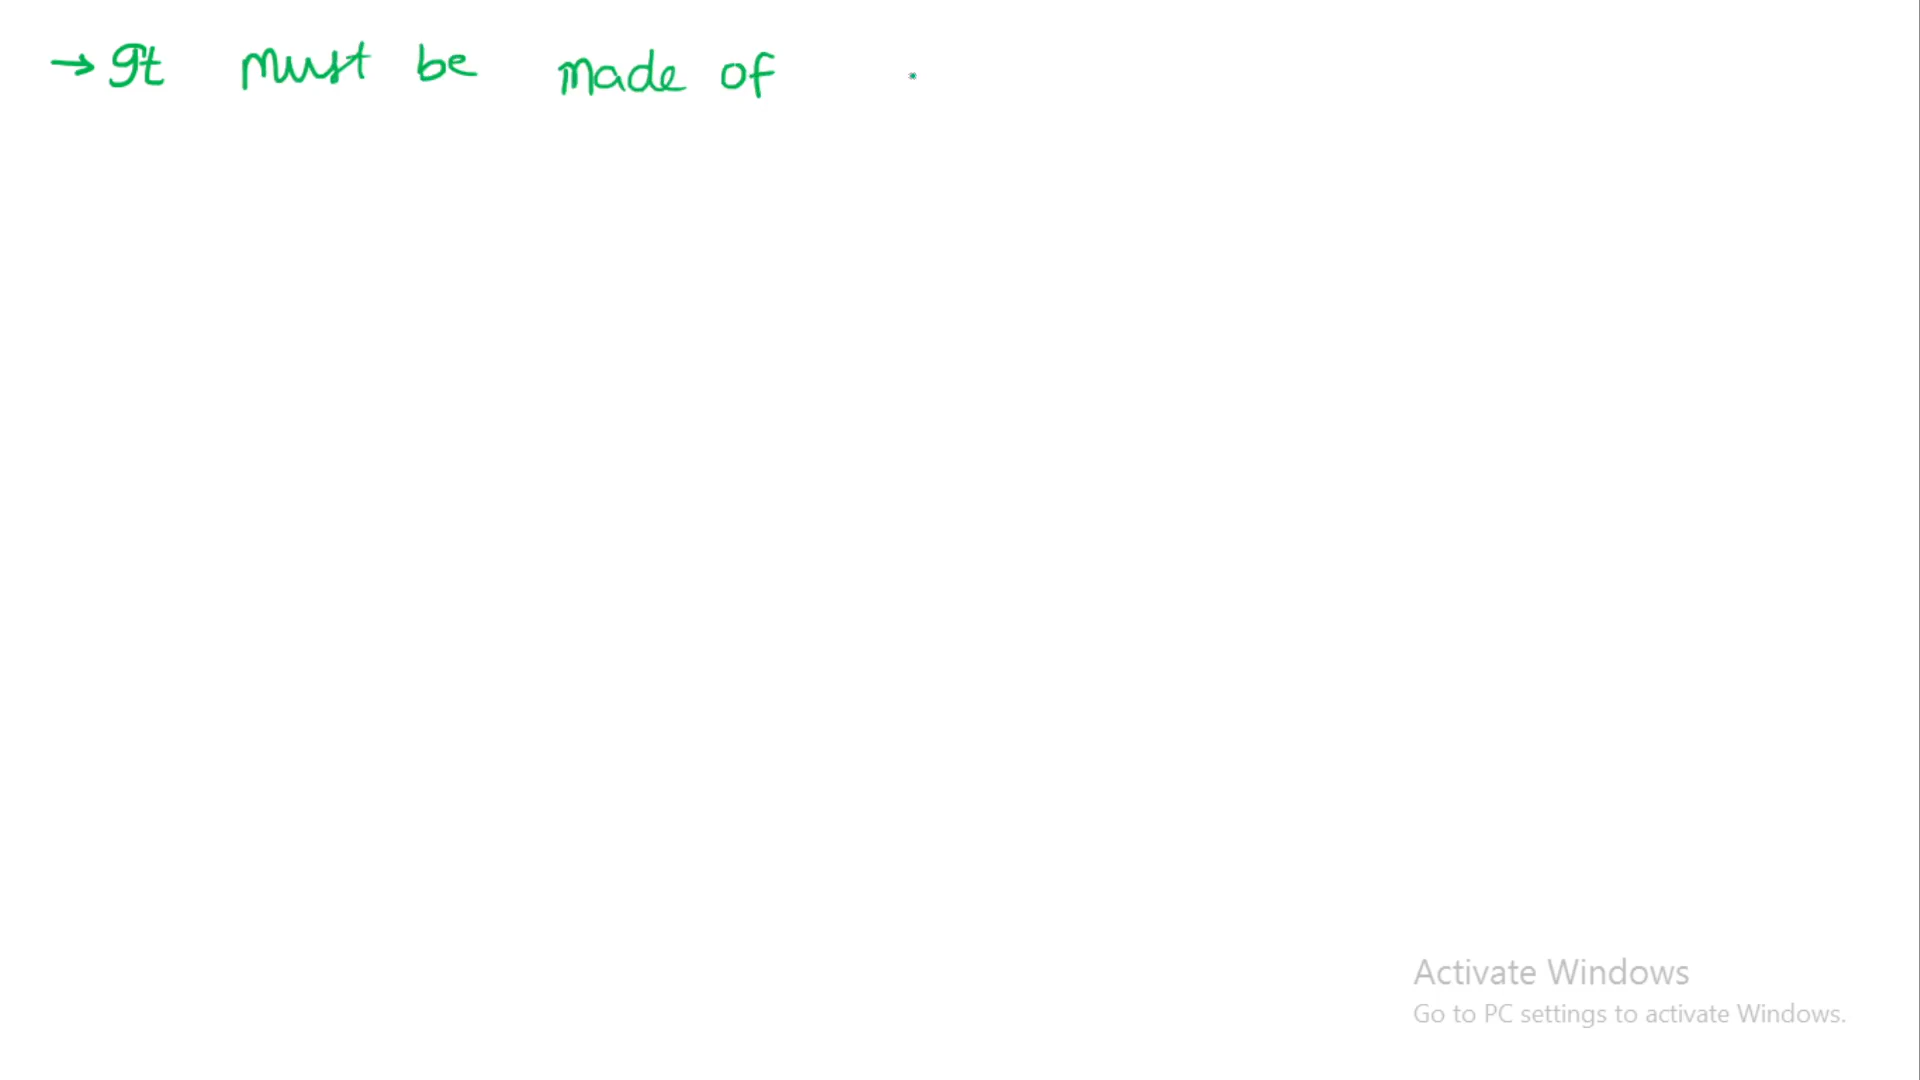 → It must be made of
Activate Windows
Go to PC settings to activate Windows.